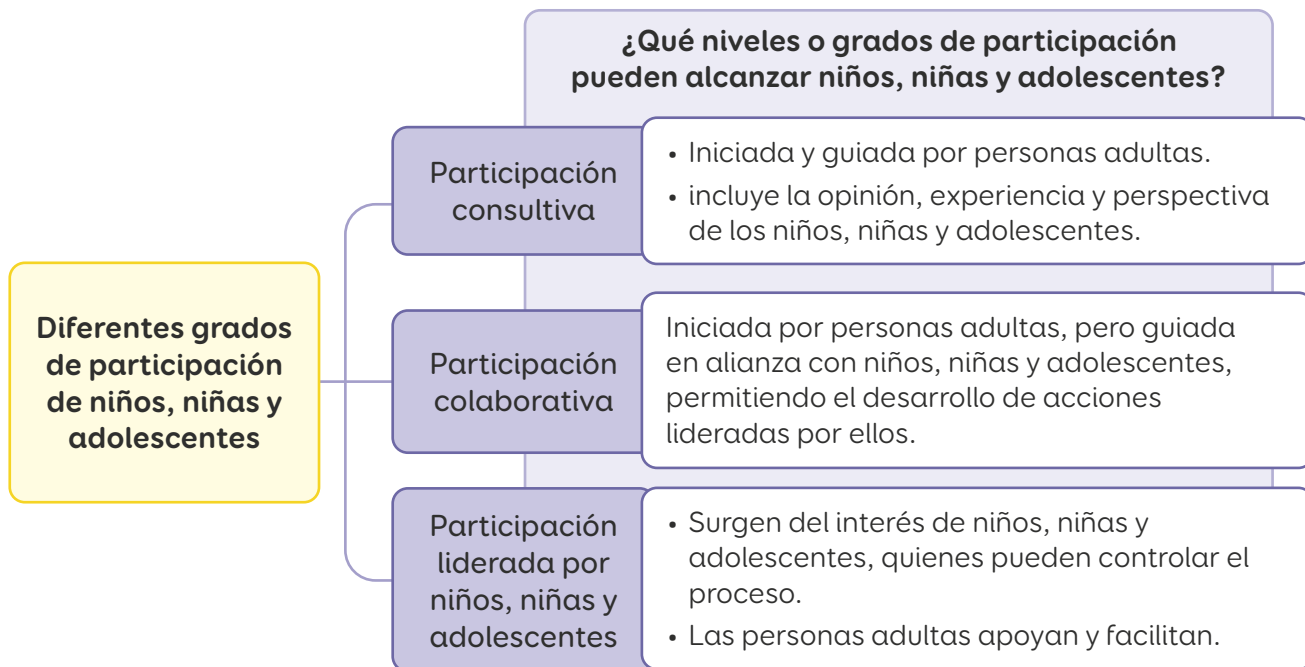 ¿Qué niveles o grados de participación
pueden alcanzar niños, niñas y adolescentes?
Diferentes grados
de participación
de niños, niñas y
adolescentes
Participación
consultiva
• Iniciada y guiada por personas adultas.
• incluye la opinión, experiencia y perspectiva
de los niños, niñas y adolescentes.
Participación
colaborativa
Iniciada por personas adultas, pero guiada
en alianza con niños, niñas y adolescentes,
permitiendo el desarrollo de acciones
lideradas por ellos.
Participación
liderada por
niños, niñas y
adolescentes
• Surgen del interés de niños, niñas y
adolescentes, quienes pueden controlar el
proceso.
• Las personas adultas apoyan y facilitan.